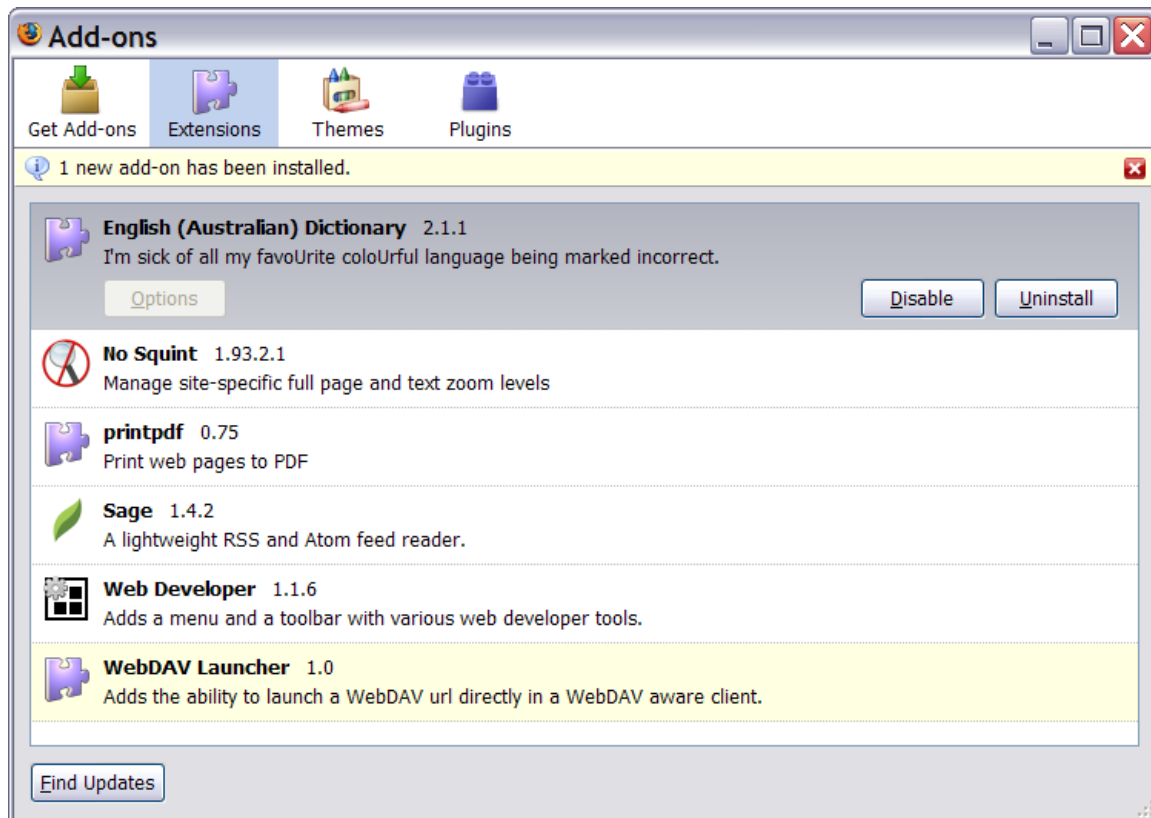 Add-ons
Get Add-ons Extensions Themes Plugins
1 new add-on has been installed.
English (Australian) Dictionary 2.1.1
I'm sick of all my favoUrite coloUrful language being marked incorrect.
Options Disable Uninstall
No Squint 1.93.2.1
Manage site-specific full page and text zoom levels
printpdf 0.75
Print web pages to PDF
Sage 1.4.2
A lightweight RSS and Atom feed reader.
Web Developer 1.1.6
Adds a menu and a toolbar with various web developer tools.
WebDAV Launcher 1.0
Adds the ability to launch a WebDAV url directly in a WebDAV aware client.
Find Updates